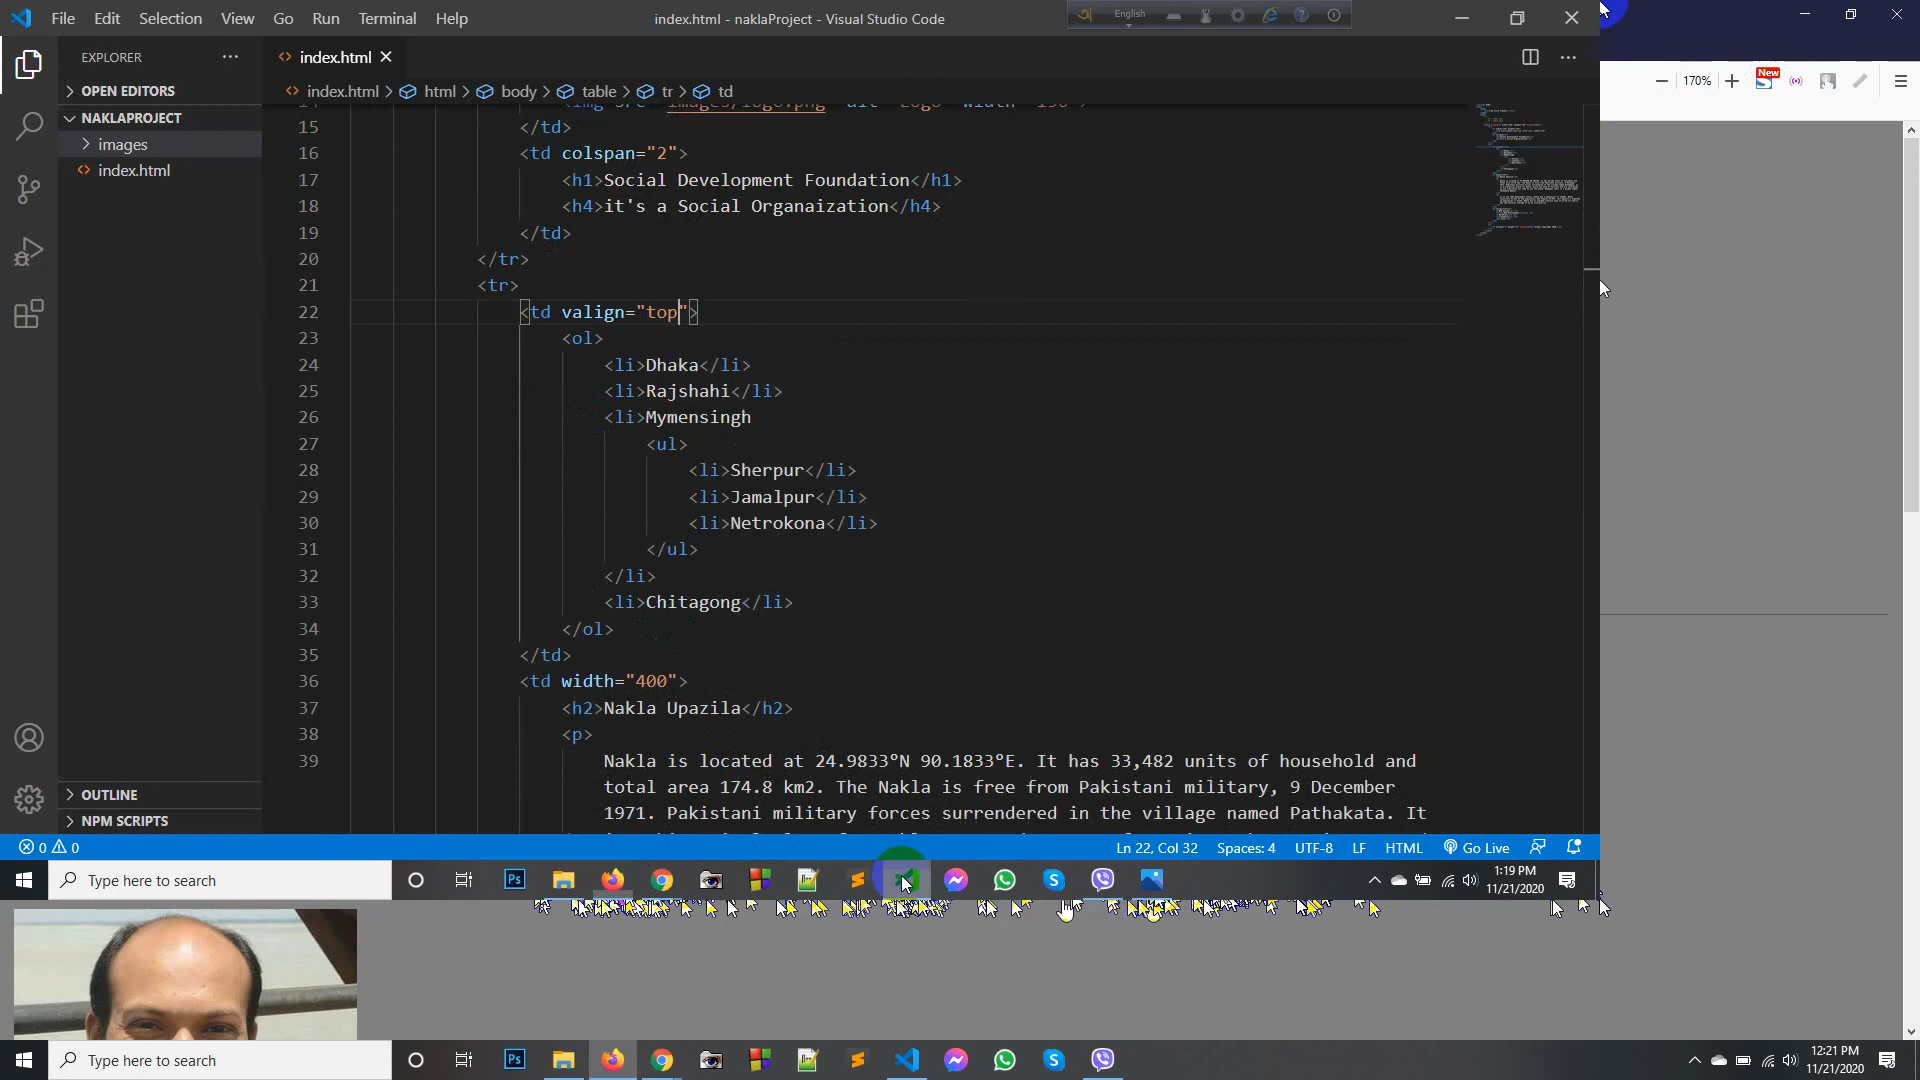 File Edit Selection View Go Run Terminal Help
index.html - naklaProject - Visual Studio Code
English
EXPLORER
index.html
170%
New
OPEN EDITORS
index.html > html > body > table > tr > td
NAKLAPROJECT
images
index.html
15 </td>
16 <td colspan="2">
17 <h1>Social Development Foundation</h1>
18 <h4>it's a Social Organaization</h4>
19 </td>
20 </tr>
21 <tr>
22 <td valign="top">
23 <ol>
24 <li>Dhaka</li>
25 <li>Rajshahi</li>
26 <li>Mymensingh
27 <ul>
28 <li>Sherpur</li>
29 <li>Jamalpur</li>
30 <li>Netrokona</li>
31 </ul>
32 </li>
33 <li>Chitagong</li>
34 </ol>
35 </td>
36 <td width="400">
37 <h2>Nakla Upazila</h2>
38 <p>
39 Nakla is located at 24.9833°N 90.1833°E. It has 33,482 units of household and
total area 174.8 km2. The Nakla is free from Pakistani military, 9 December
1971. Pakistani military forces surrendered in the village named Pathakata. It
OUTLINE
NPM SCRIPTS
0 0
Ln 22, Col 32 Spaces: 4 UTF-8 LF HTML Go Live
Type here to search
Ps
1:19 PM
11/21/2020
Type here to search
Ps
12:21 PM
11/21/2020